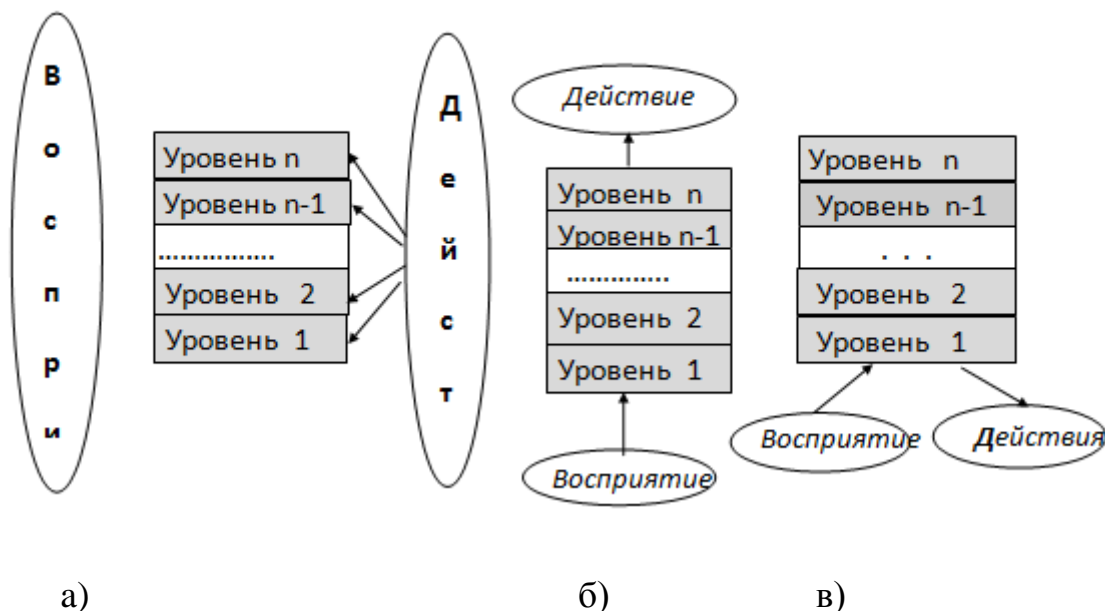 В
о
с
п
р
и
Уровень n
Уровень n-1
................
Уровень 2
Уровень 1
Д
е
й
с
т
Действие
Уровень n
Уровень n-1
..............
Уровень 2
Уровень 1
Восприятие
Уровень n
Уровень n-1
. . .
Уровень 2
Уровень 1
Восприятие
Действия
а)
б)
в)